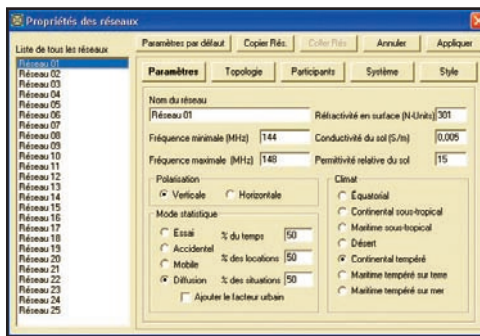 Propriétés des réseaux
Liste de tous les réseaux
Paramètres par défaut
Copier Rés.
Coller Rés.
Annuler
Appliquer
Réseau 01
Réseau 02
Réseau 03
Réseau 04
Réseau 05
Réseau 06
Réseau 07
Réseau 08
Réseau 09
Réseau 10
Réseau 11
Réseau 12
Réseau 13
Réseau 14
Réseau 15
Réseau 16
Réseau 17
Réseau 18
Réseau 19
Réseau 20
Réseau 21
Réseau 22
Réseau 23
Réseau 24
Réseau 25
Paramètres
Topologie
Participants
Système
Style
Nom du réseau
Réseau 01
Réfractivité en surface (N-Units) 301
Fréquence minimale (MHz) 144
Conductivité du sol (S/m) 0,005
Fréquence maximale (MHz) 148
Permittivité relative du sol 15
Polarisation
Verticale
Horizontale
Mode statistique
Essai
Accidentel
Mobile
Diffusion
% du temps 50
% des locations 50
% des situations 50
Ajouter le facteur urbain
Climat
Équatorial
Continental sous-tropical
Maritime sous-tropical
Désert
Continental tempéré
Maritime tempéré sur terre
Maritime tempéré sur mer